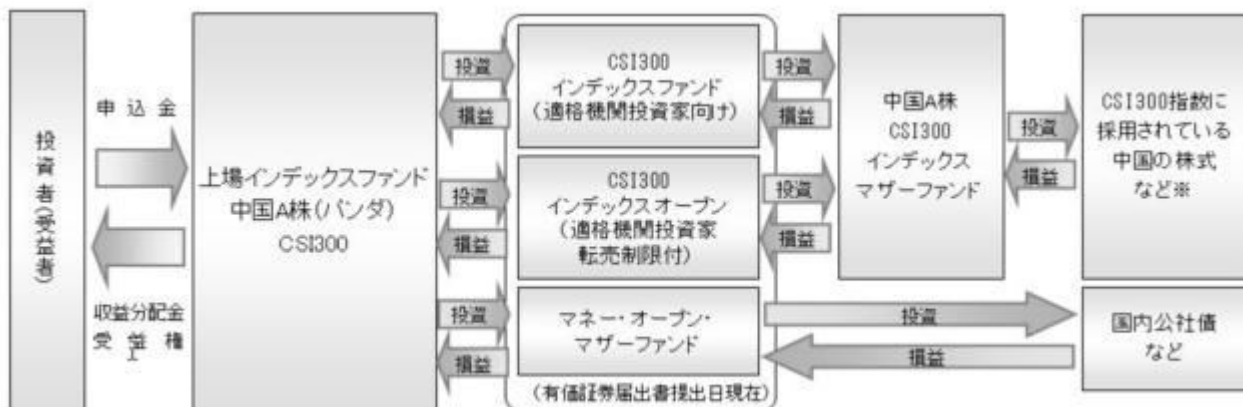 投資者(受益者)
申込金
収益分配金
受益権
上場インデックスファンド
中国A株(パンダ)
CSI300
投資
損益
投資
損益
投資
損益
CSI300
インデックスファンド
(適格機関投資家向け)
CSI300
インデックスオープン
(適格機関投資家
転売制限付)
マネー・オープン・
マザーファンド
(有価証券届出書提出日現在)
投資
損益
投資
損益
中国A株
CSI300
インデックス
マザーファンド
投資
損益
CSI300指数に
採用されている
中国の株式
など※
投資
損益
国内公社債
など